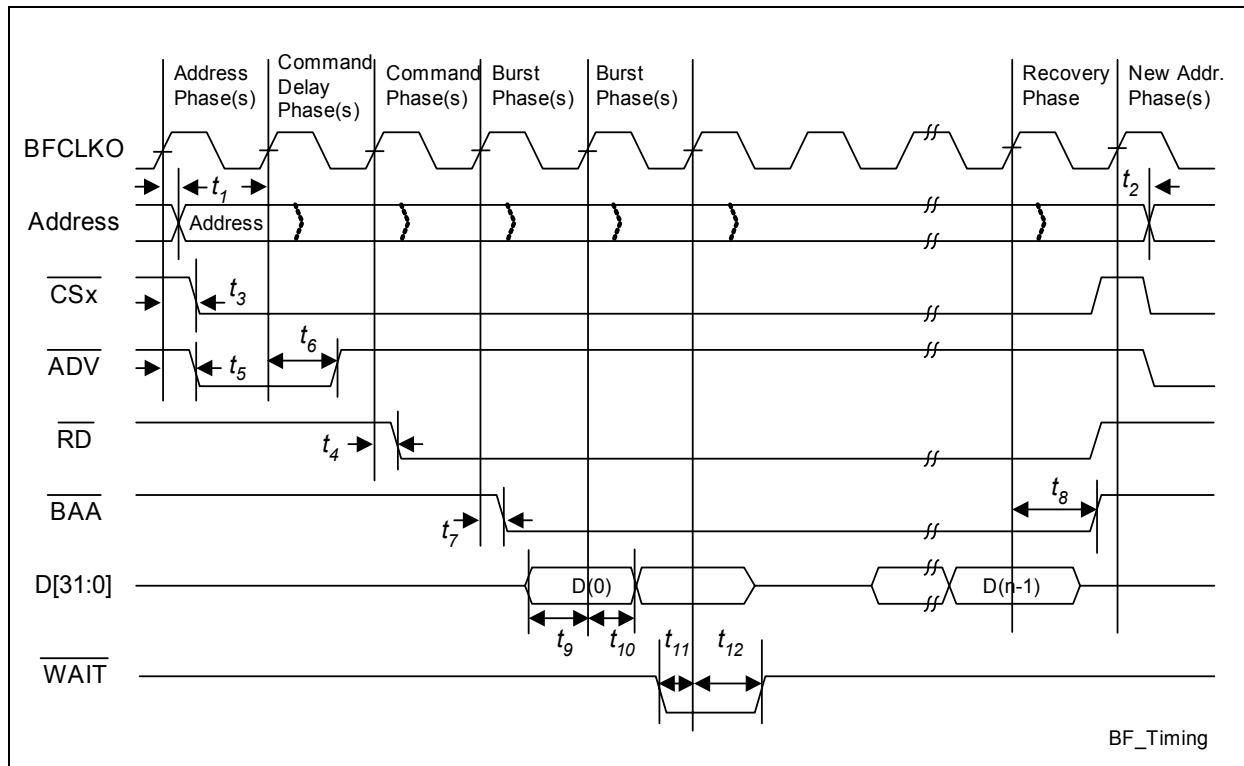 Address
Phase(s)
Command
Delay
Phase(s)
Command
Phase(s)
Burst
Phase(s)
Burst
Phase(s)
Recovery
Phase
New Addr.
Phase(s)
BFCLKO
t1
t2
Address
Address
CSx
t3
t6
ADV
t5
RD
t4
BAA
t7
t8
D[31:0]
D(0)
D(n-1)
t9
t10
t11
t12
WAIT
BF_Timing